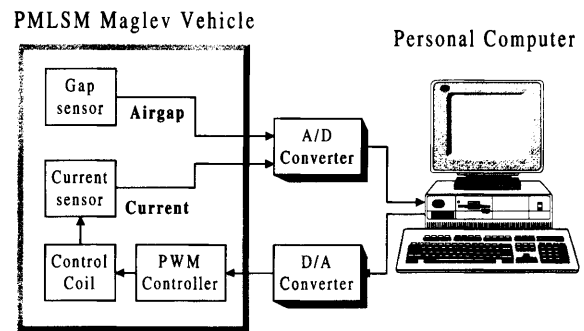 PMLSM Maglev Vehicle
Personal Computer
Gap
sensor
Airgap
A/D
Converter
Current
sensor
Current
Control
Coil
PWM
Controller
D/A
Converter